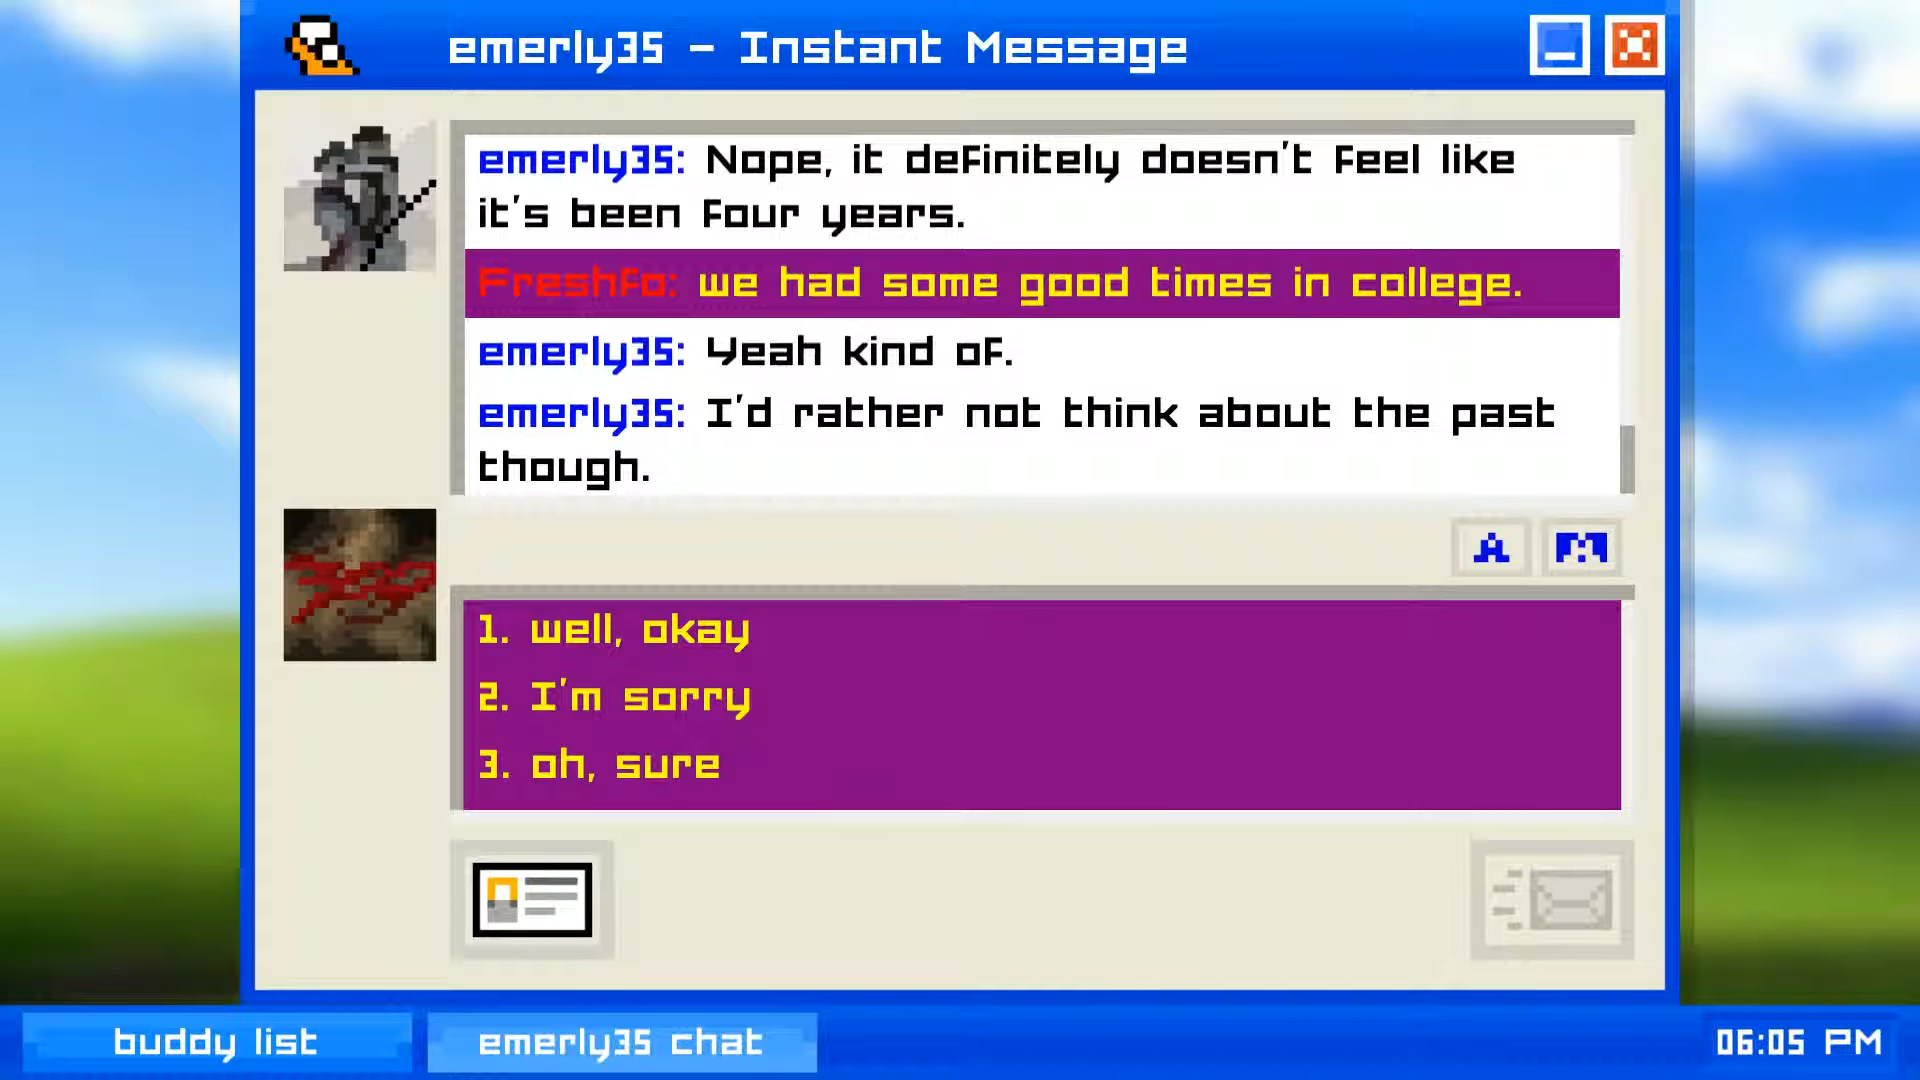 emerly35 - Instant Message
emerly35: Nope, it definitely doesn't feel like
it's been four years.
Freshfo: we had some good times in college.
emerly35: Yeah kind of.
emerly35: I'd rather not think about the past
though.
A M
1. well, okay
2. I'm sorry
3. oh, sure
buddy list
emerly35 chat
06:05 PM